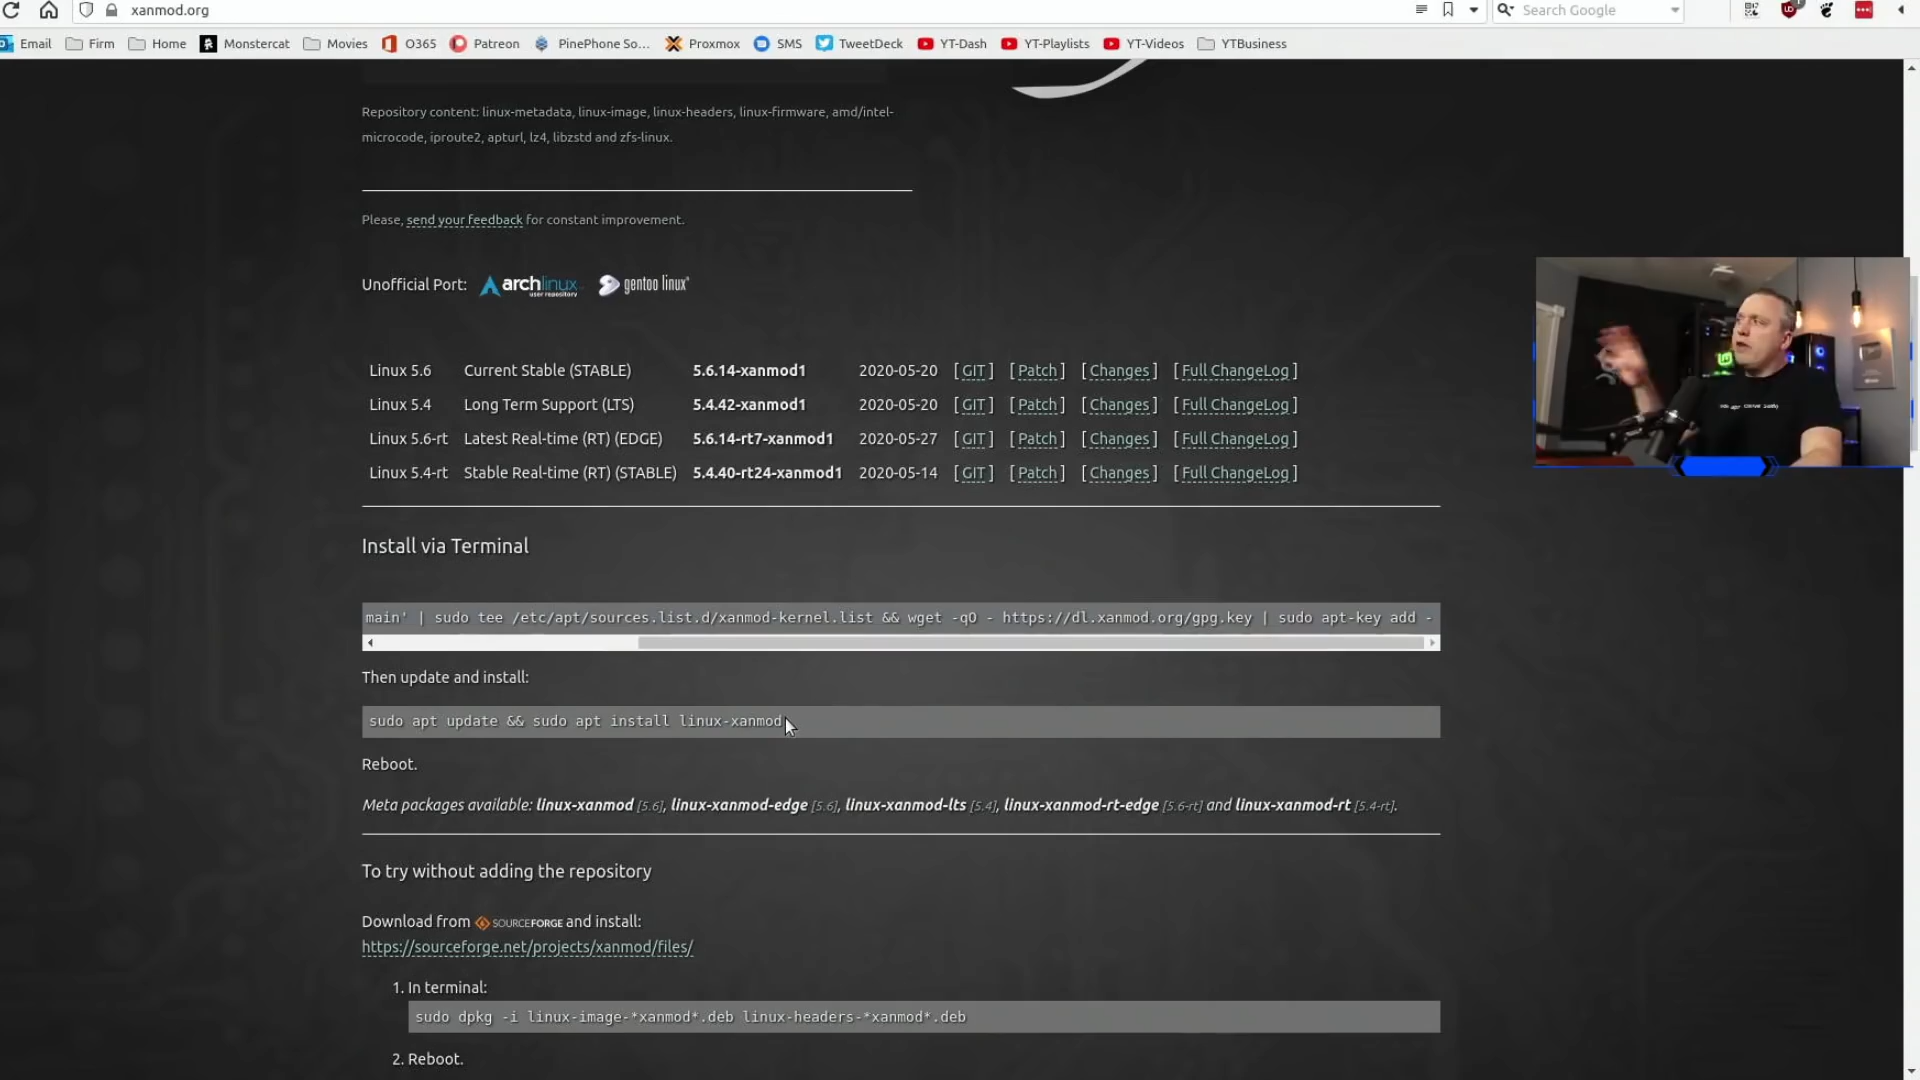 xanmod.org
Search Google
Email Firm Home Monstercat Movies O365 Patreon PinePhone So... Proxmox SMS TweetDeck YT-Dash YT-Playlists YT-Videos YTBusiness
Repository content: linux-metadata, linux-image, linux-headers, linux-firmware, amd/intel-
microcode, iproute2, apturl, lz4, libzstd and zfs-linux.
Please, send your feedback for constant improvement.
Unofficial Port: archlinux user repository gentoo linux
Linux 5.6 Current Stable (STABLE) 5.6.14-xanmod1 2020-05-20 [GIT] [Patch] [Changes] [Full ChangeLog]
Linux 5.4 Long Term Support (LTS) 5.4.42-xanmod1 2020-05-20 [GIT] [Patch] [Changes] [Full ChangeLog]
Linux 5.6-rt Latest Real-time (RT) (EDGE) 5.6.14-rt7-xanmod1 2020-05-27 [GIT] [Patch] [Changes] [Full ChangeLog]
Linux 5.4-rt Stable Real-time (RT) (STABLE) 5.4.40-rt24-xanmod1 2020-05-14 [GIT] [Patch] [Changes] [Full ChangeLog]
Install via Terminal
main' | sudo tee /etc/apt/sources.list.d/xanmod-kernel.list && wget -qO - https://dl.xanmod.org/gpg.key | sudo apt-key add -
Then update and install:
sudo apt update && sudo apt install linux-xanmod
Reboot.
Meta packages available: linux-xanmod [5.6], linux-xanmod-edge [5.6], linux-xanmod-lts [5.4], linux-xanmod-rt-edge [5.6-rt] and linux-xanmod-rt [5.4-rt].
To try without adding the repository
Download from SOURCEFORGE and install:
https://sourceforge.net/projects/xanmod/files/
1. In terminal:
sudo dpkg -i linux-image-*xanmod*.deb linux-headers-*xanmod*.deb
2. Reboot.